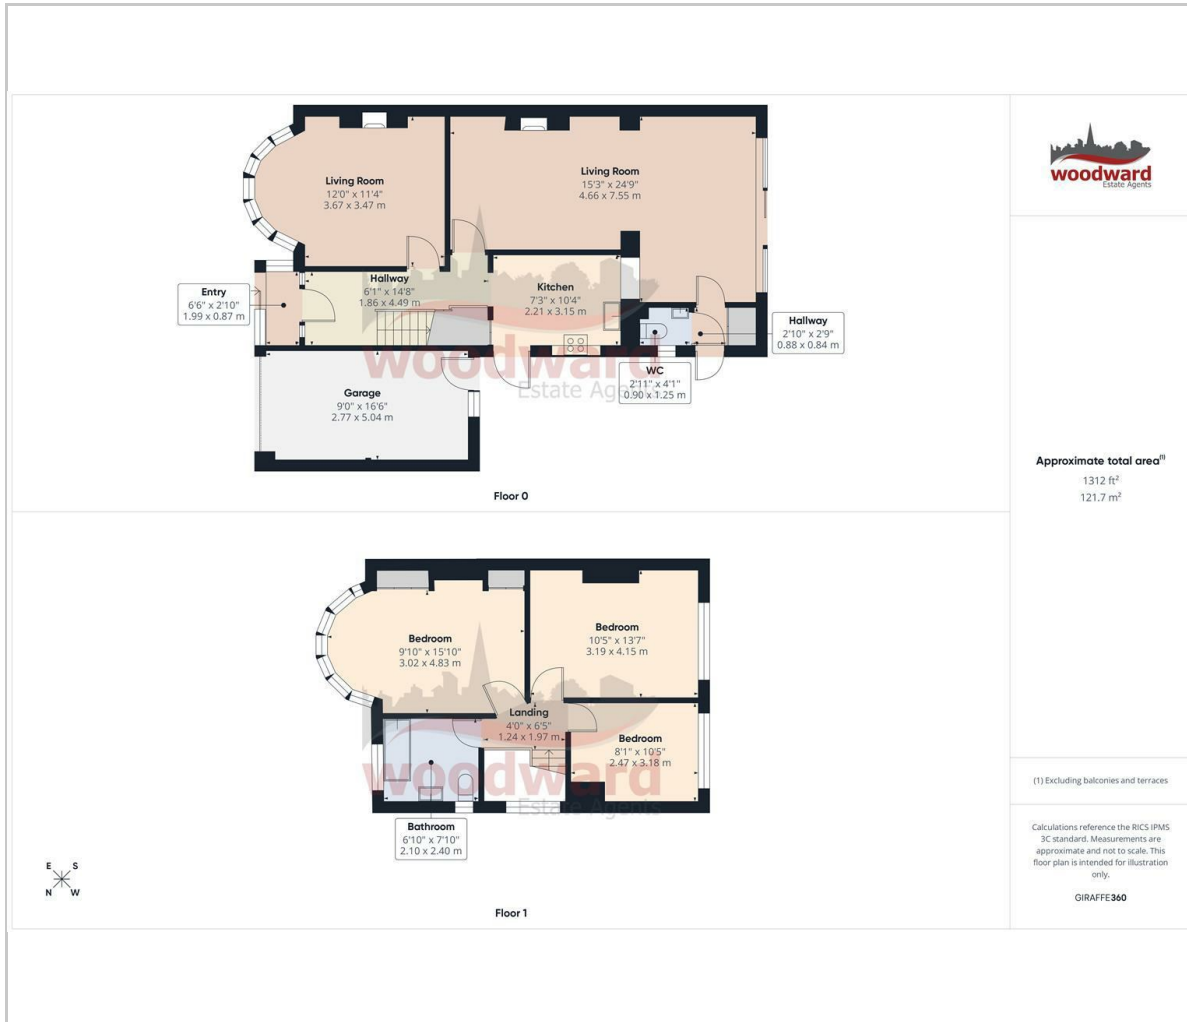 Living Room
12'0" x 11'4"
3.67 x 3.47 m
Living Room
15'3" x 24'9"
4.66 x 7.55 m
Entry
6'6" x 2'10"
1.99 x 0.87 m
Hallway
6'1" x 14'8"
1.86 x 4.49 m
Kitchen
7'3" x 10'4"
2.21 x 3.15 m
Hallway
2'10" x 2'9"
0.88 x 0.84 m
WC
2'11" x 4'1"
0.90 x 1.25 m
Garage
9'0" x 16'6"
2.77 x 5.04 m
woodward
Estate Agents
Floor 0
Bedroom
9'10" x 15'10"
3.02 x 4.83 m
Bedroom
10'5" x 13'7"
3.19 x 4.15 m
Landing
4'0" x 6'5"
1.24 x 1.97 m
Bedroom
8'1" x 10'5"
2.47 x 3.18 m
Bathroom
6'10" x 7'10"
2.10 x 2.40 m
woodward
Estate Agents
E S
N W
Floor 1
woodward
Estate Agents
Approximate total area(1)
1312 ft²
121.7 m²
(1) Excluding balconies and terraces
Calculations reference the RICS IPMS
3C standard. Measurements are
approximate and not to scale. This
floor plan is intended for illustration
only.
GIRAFFE360